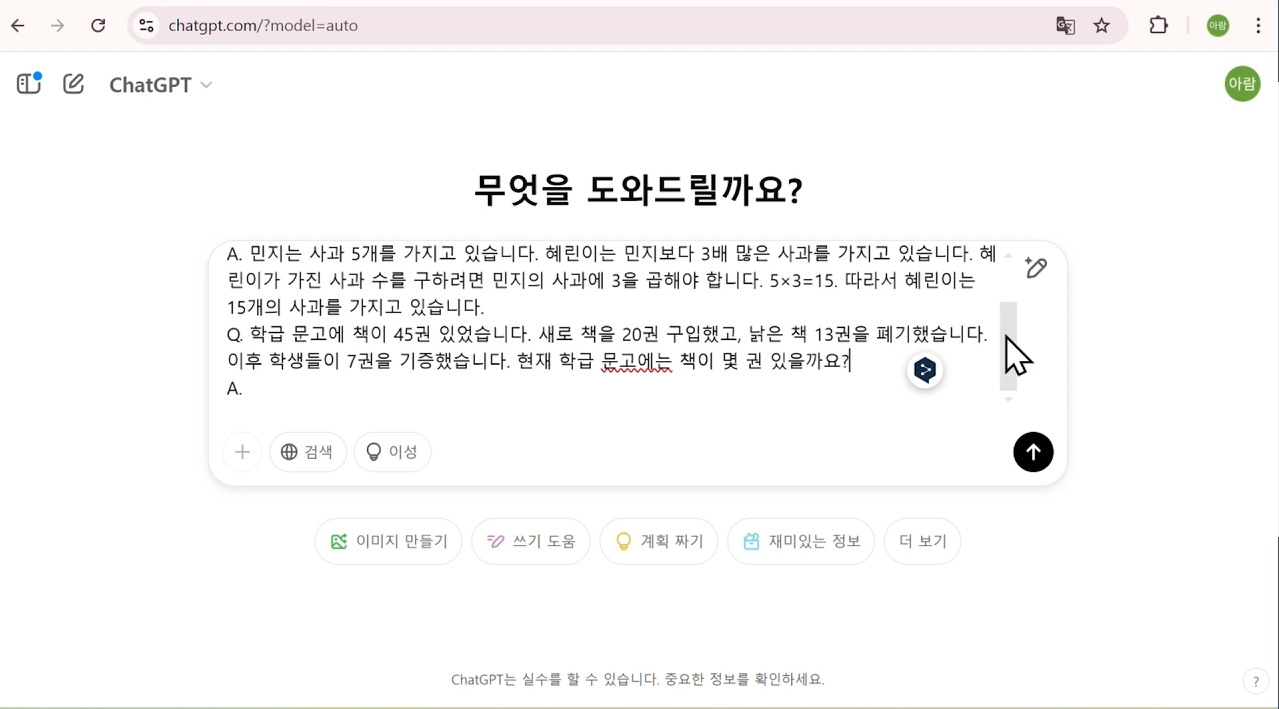 chatgpt.com/?model=auto
아람
ChatGPT
아람
무엇을 도와드릴까요?
A. 민지는 사과 5개를 가지고 있습니다. 혜린이는 민지보다 3배 많은 사과를 가지고 있습니다. 혜
린이가 가진 사과 수를 구하려면 민지의 사과에 3을 곱해야 합니다. 5×3=15. 따라서 혜린이는
15개의 사과를 가지고 있습니다.
Q. 학급 문고에 책이 45권 있었습니다. 새로 책을 20권 구입했고, 낡은 책 13권을 폐기했습니다.
이후 학생들이 7권을 기증했습니다. 현재 학급 문고에는 책이 몇 권 있을까요?
A.
검색
이성
이미지 만들기
쓰기 도움
계획 짜기
재미있는 정보
더 보기
ChatGPT는 실수를 할 수 있습니다. 중요한 정보를 확인하세요.
?